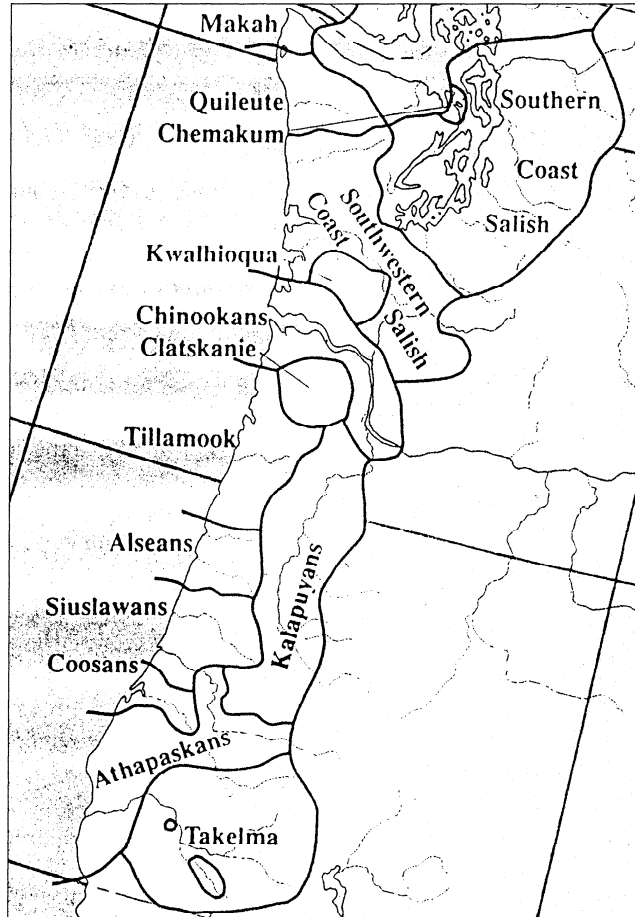 Makah
Quileute
Chemakum
Southern
Coast
Salish
Southwestern
Coast
Salish
Kwalhioqua
Chinookans
Clatskanie
Tillamook
Alseans
Kalapuyans
Siuslawans
Coosans
Athapaskans
Takelma